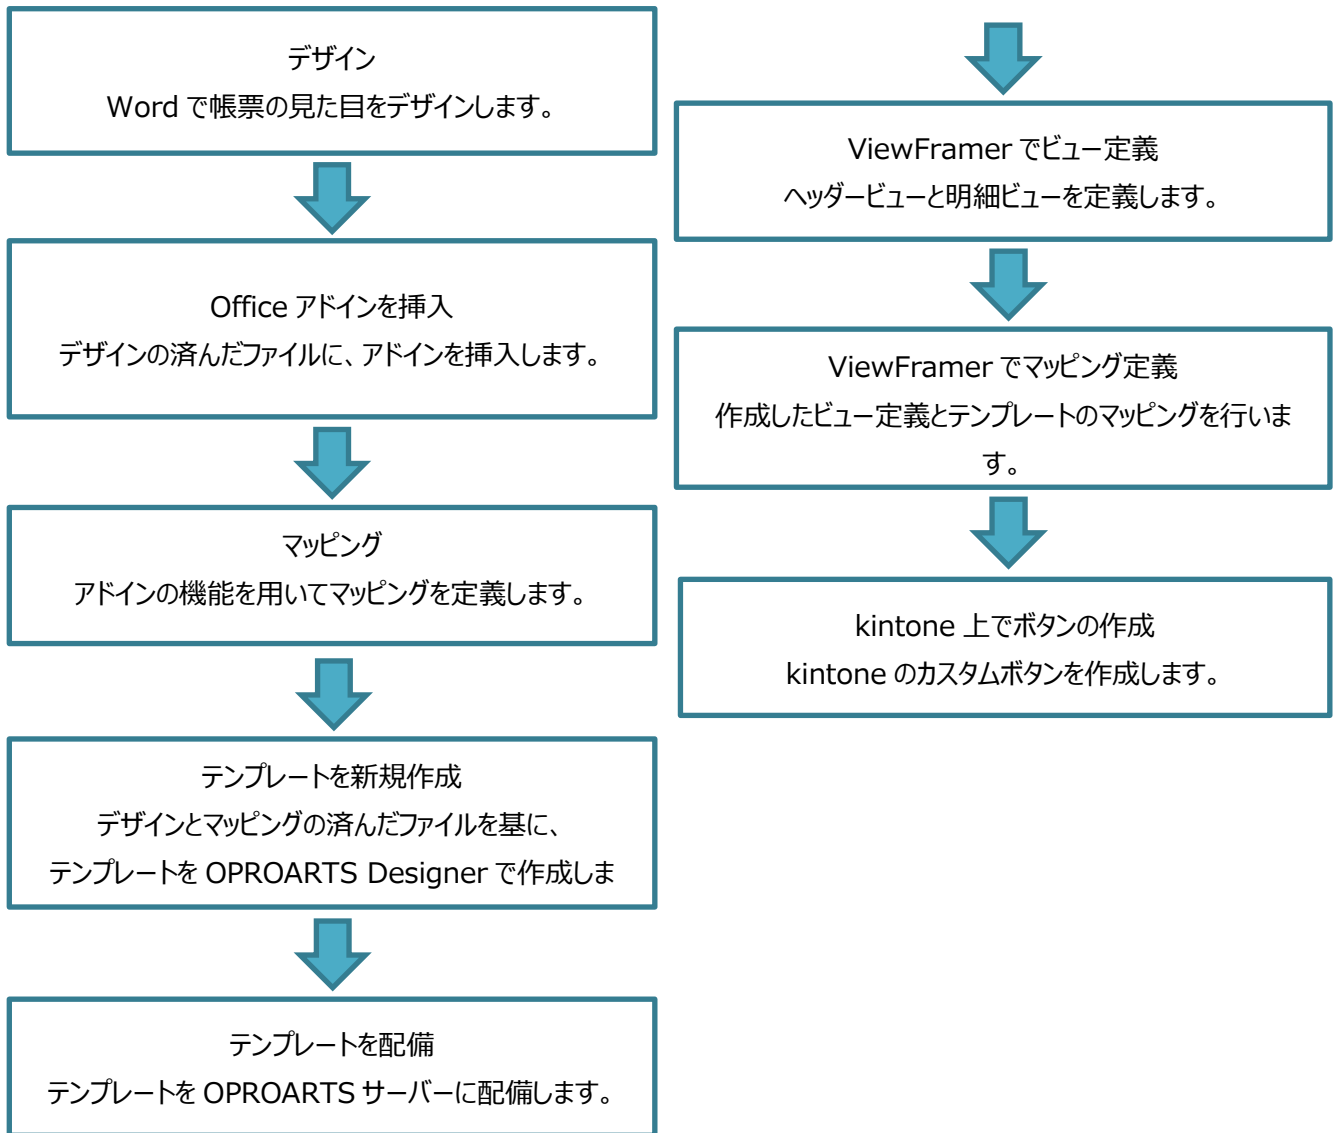 デザイン
Word で帳票の見た目をデザインします。
Office アドインを挿入
デザインの済んだファイルに、アドインを挿入します。
マッピング
アドインの機能を用いてマッピングを定義します。
テンプレートを新規作成
デザインとマッピングの済んだファイルを基に、
テンプレートを OPROARTS Designer で作成しま
テンプレートを配備
テンプレートを OPROARTS サーバーに配備します。
ViewFramer でビュー定義
ヘッダービューと明細ビューを定義します。
ViewFramer でマッピング定義
作成したビュー定義とテンプレートのマッピングを行いま
す。
kintone 上でボタンの作成
kintone のカスタムボタンを作成します。